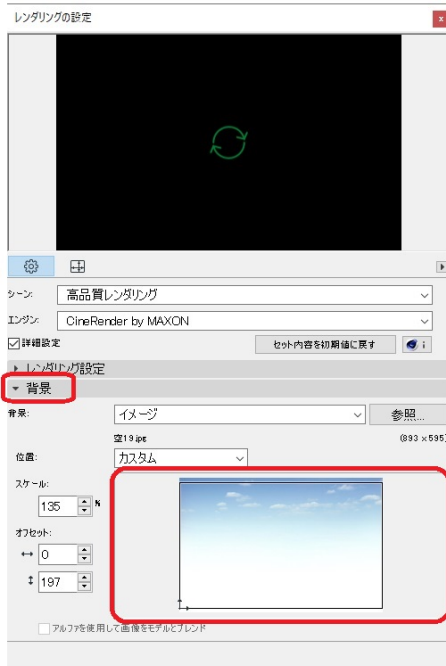 レンダリングの設定
x
シーン: 高品質レンダリング
エンジン: CineRender by MAXON
詳細設定 セット内容を初期値に戻す i
レンダリング設定
背景
背景: イメージ 参照...
空19.jpg (893 × 595)
位置: カスタム
スケール:
135 %
オフセット:
↔ 0
↕ 197
アルファを使用して画像をモデルとブレンド